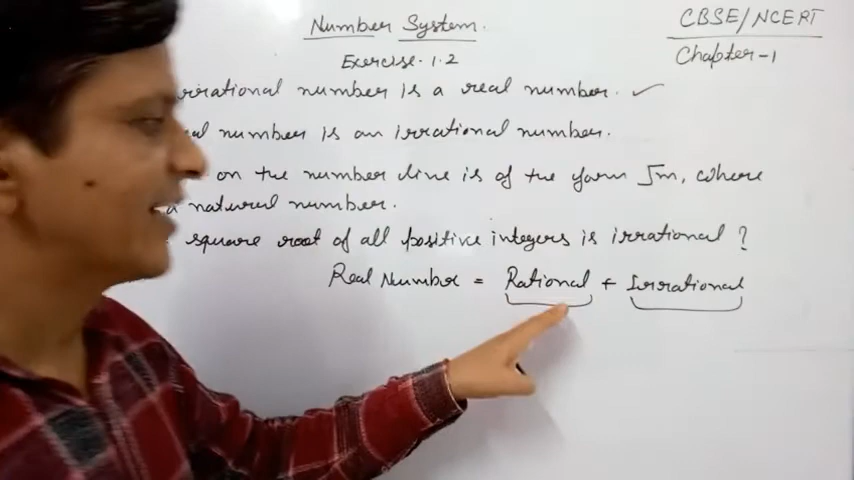 Number System.
CBSE/NCERT
Exercise.1.2
Chapter-1
irrational number is a real number. ✓
number is an irrational number.
on the number line is of the form √m, where
a natural number.
square root of all positive integers is irrational ?
Real Number = Rational + Irrational